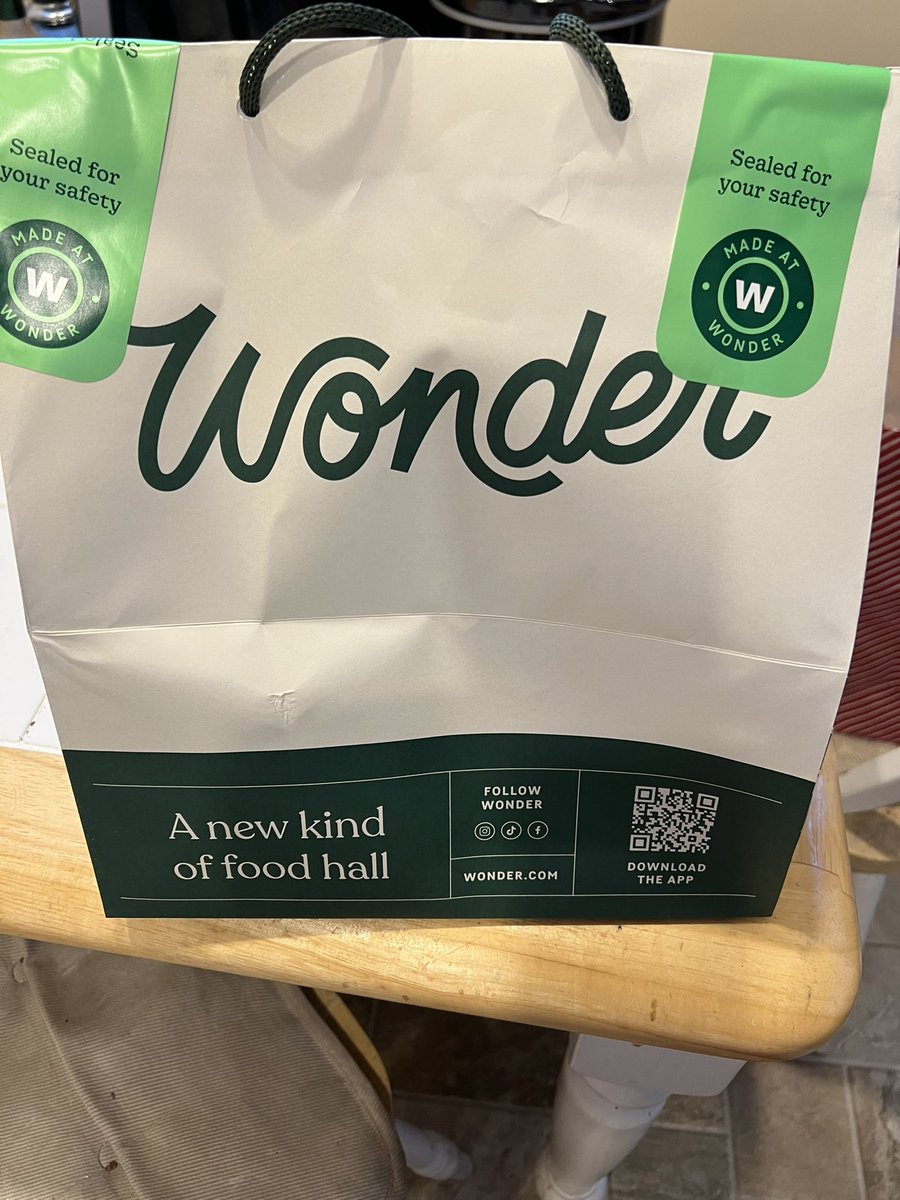 Sealed
Sealed for
your safety
MADE AT
W
WONDER
Sealed for
your safety
MADE AT
W
WONDER
Wonder
A new kind
of food hall
FOLLOW
WONDER
WONDER.COM
DOWNLOAD
THE APP